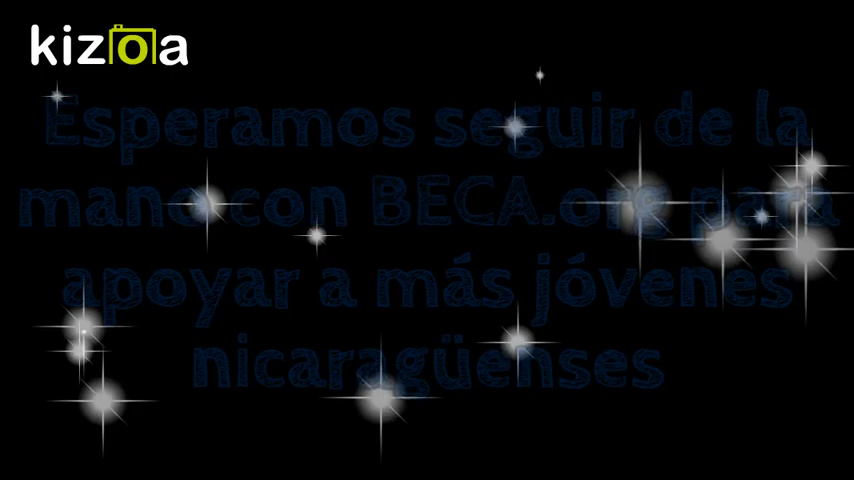 kizoa
Esperamos seguir de la
mano con BECA.org para
apoyar a más jóvenes
nicaragüenses